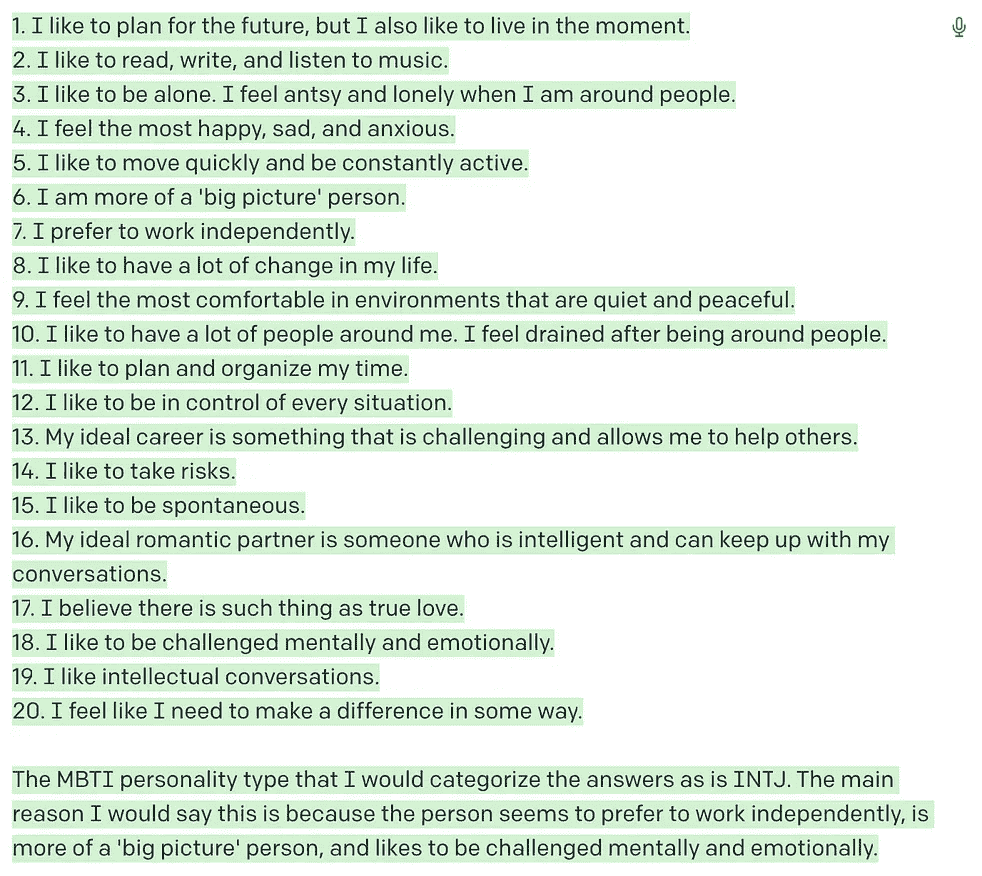 1. I like to plan for the future, but I also like to live in the moment.
2. I like to read, write, and listen to music.
3. I like to be alone. I feel antsy and lonely when I am around people.
4. I feel the most happy, sad, and anxious.
5. I like to move quickly and be constantly active.
6. I am more of a 'big picture' person.
7. I prefer to work independently.
8. I like to have a lot of change in my life.
9. I feel the most comfortable in environments that are quiet and peaceful.
10. I like to have a lot of people around me. I feel drained after being around people.
11. I like to plan and organize my time.
12. I like to be in control of every situation.
13. My ideal career is something that is challenging and allows me to help others.
14. I like to take risks.
15. I like to be spontaneous.
16. My ideal romantic partner is someone who is intelligent and can keep up with my
conversations.
17. I believe there is such thing as true love.
18. I like to be challenged mentally and emotionally.
19. I like intellectual conversations.
20. I feel like I need to make a difference in some way.
The MBTI personality type that I would categorize the answers as is INTJ. The main
reason I would say this is because the person seems to prefer to work independently, is
more of a 'big picture' person, and likes to be challenged mentally and emotionally.